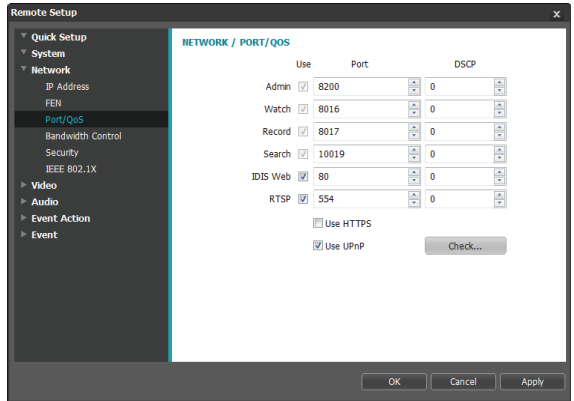 Remote Setup
x
Quick Setup
System
Network
IP Address
FEN
Port/QoS
Bandwidth Control
Security
IEEE 802.1X
Video
Audio
Event Action
Event
NETWORK / PORT/QOS
Use Port DSCP
Admin 8200 0
Watch 8016 0
Record 8017 0
Search 10019 0
IDIS Web 80 0
RTSP 554 0
Use HTTPS
Use UPnP Check...
OK Cancel Apply